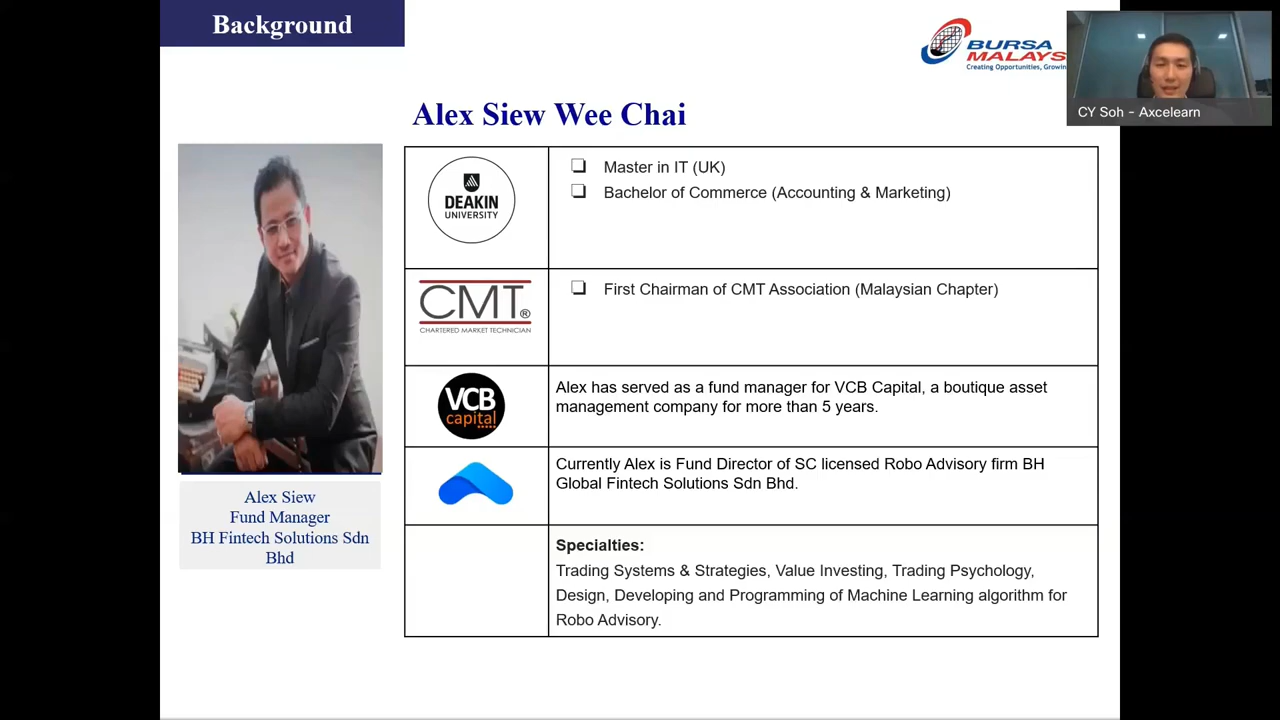 Background
BURSA
MALAYS
Creating Opportunities, Growin
CY Soh - Axcelearn
Alex Siew Wee Chai
DEAKIN
UNIVERSITY
❏ Master in IT (UK)
❏ Bachelor of Commerce (Accounting & Marketing)
CMT®
CHARTERED MARKET TECHNICIAN
❏ First Chairman of CMT Association (Malaysian Chapter)
VCB
capital
Alex has served as a fund manager for VCB Capital, a boutique asset
management company for more than 5 years.
Currently Alex is Fund Director of SC licensed Robo Advisory firm BH
Global Fintech Solutions Sdn Bhd.
Alex Siew
Fund Manager
BH Fintech Solutions Sdn
Bhd
Specialties:
Trading Systems & Strategies, Value Investing, Trading Psychology,
Design, Developing and Programming of Machine Learning algorithm for
Robo Advisory.